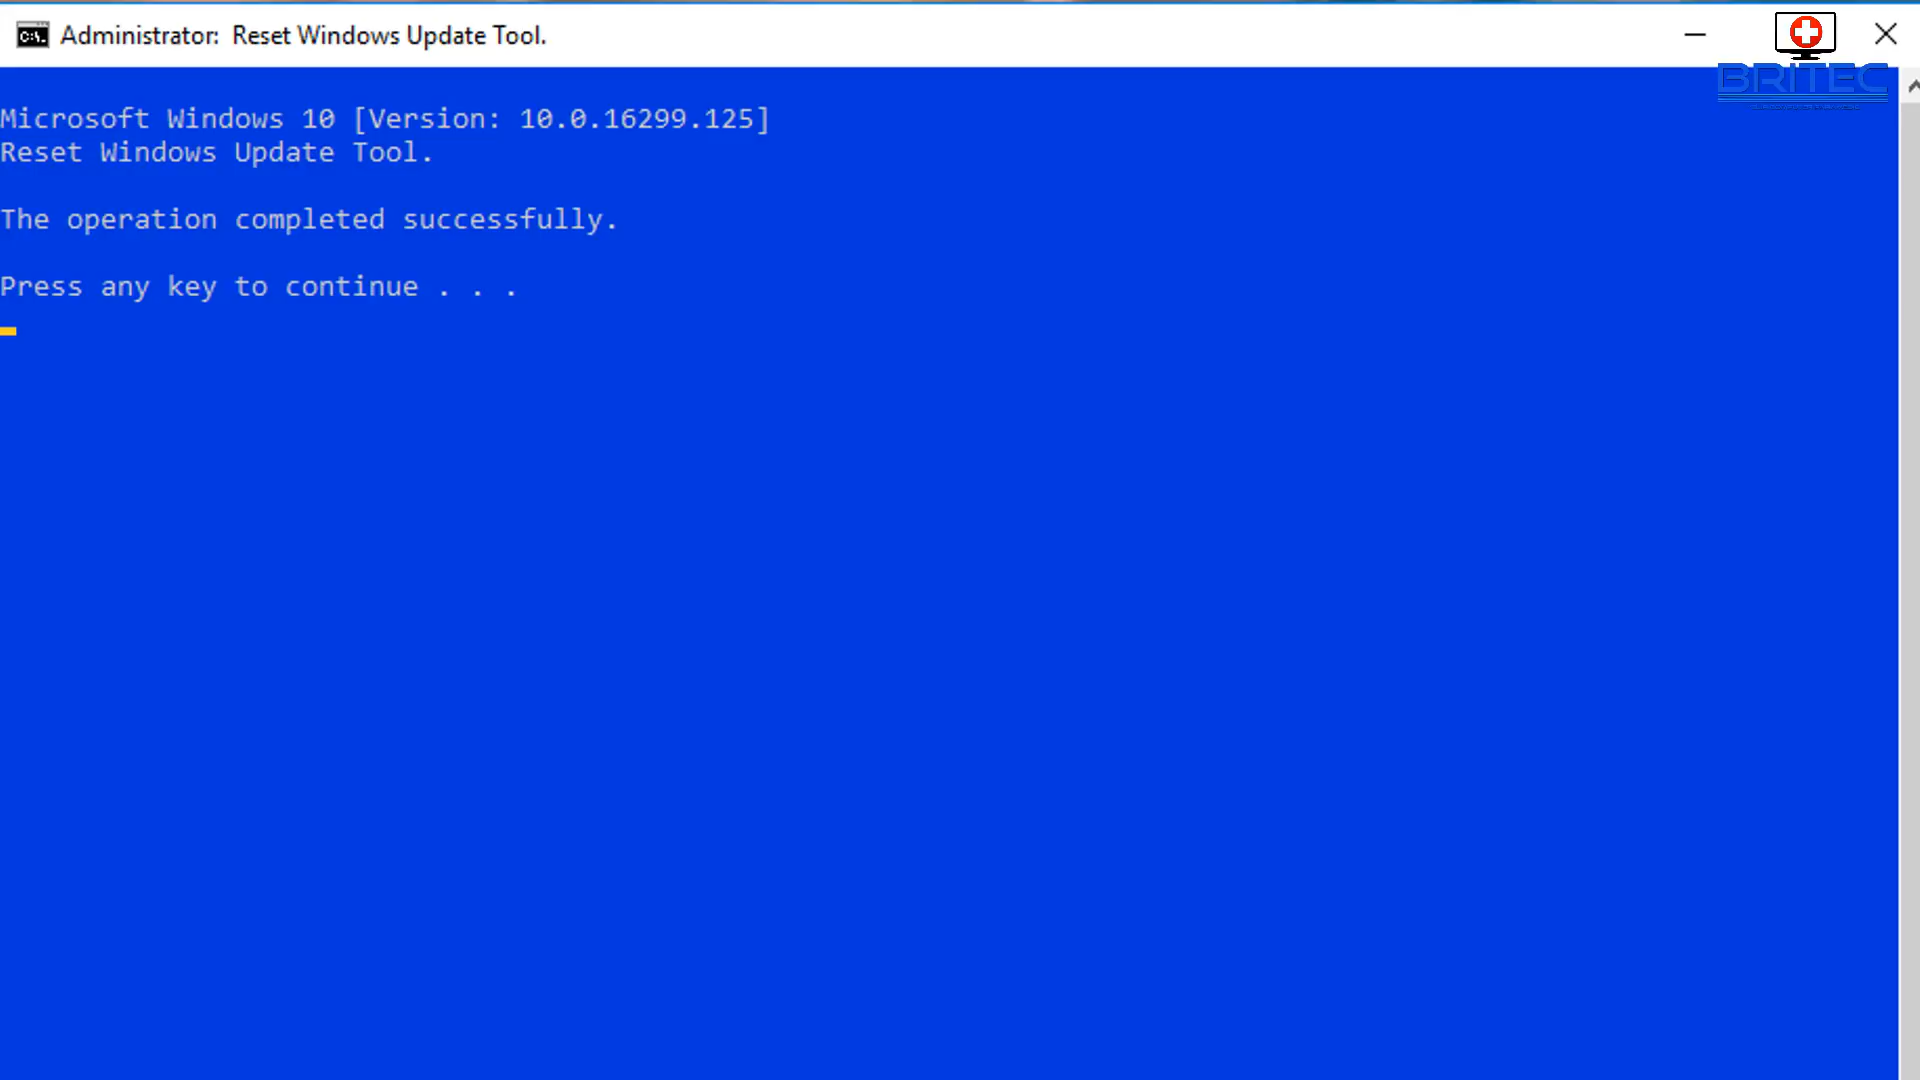 Administrator: Reset Windows Update Tool.
BRITEC
Microsoft Windows 10 [Version: 10.0.16299.125]
Reset Windows Update Tool.
The operation completed successfully.
Press any key to continue . . .